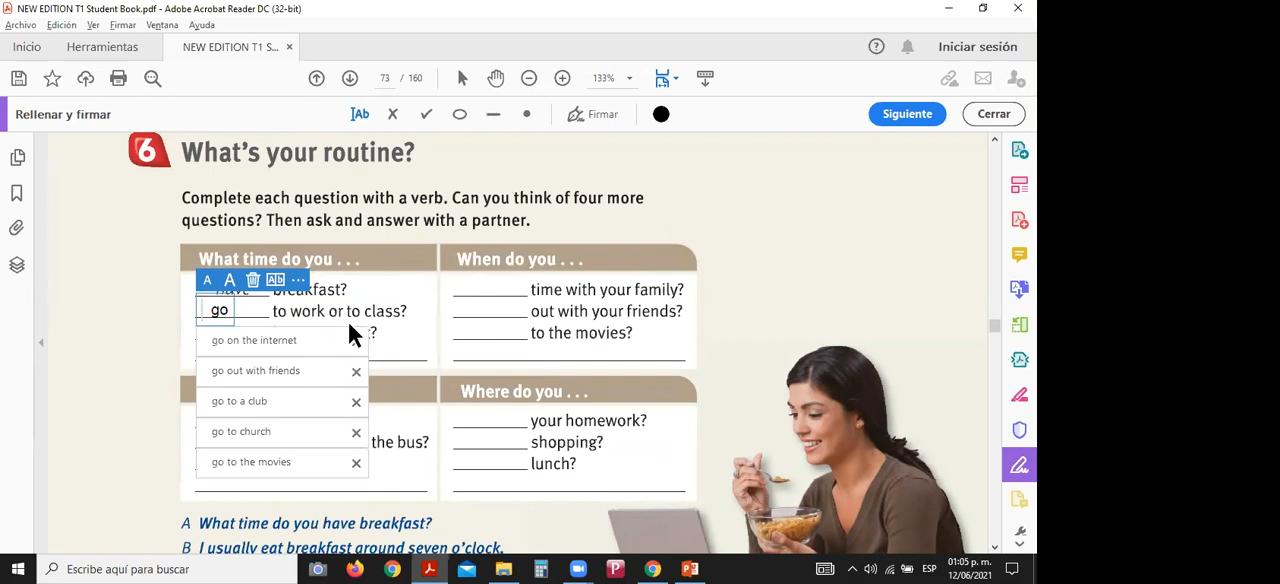 NEW EDITION T1 Student Book.pdf - Adobe Acrobat Reader DC (32-bit)
Archivo Edición Ver Firmar Ventana Ayuda
Inicio Herramientas NEW EDITION T1 S... × Iniciar sesión
73 / 160 133%
Rellenar y firmar Ab Firmar Siguiente Cerrar
6 What's your routine?
Complete each question with a verb. Can you think of four more
questions? Then ask and answer with a partner.
What time do you . . . When do you . . .
A A Ab ...
have breakfast? time with your family?
go to work or to class? out with your friends?
?
to the movies?
go on the internet
go out with friends
go to a club
go to church
go to the movies
Where do you . . .
your homework?
the bus? shopping?
lunch?
A What time do you have breakfast?
B I usually eat breakfast around seven o'clock.
Escribe aquí para buscar
ESP
01:05 p. m.
12/06/2021